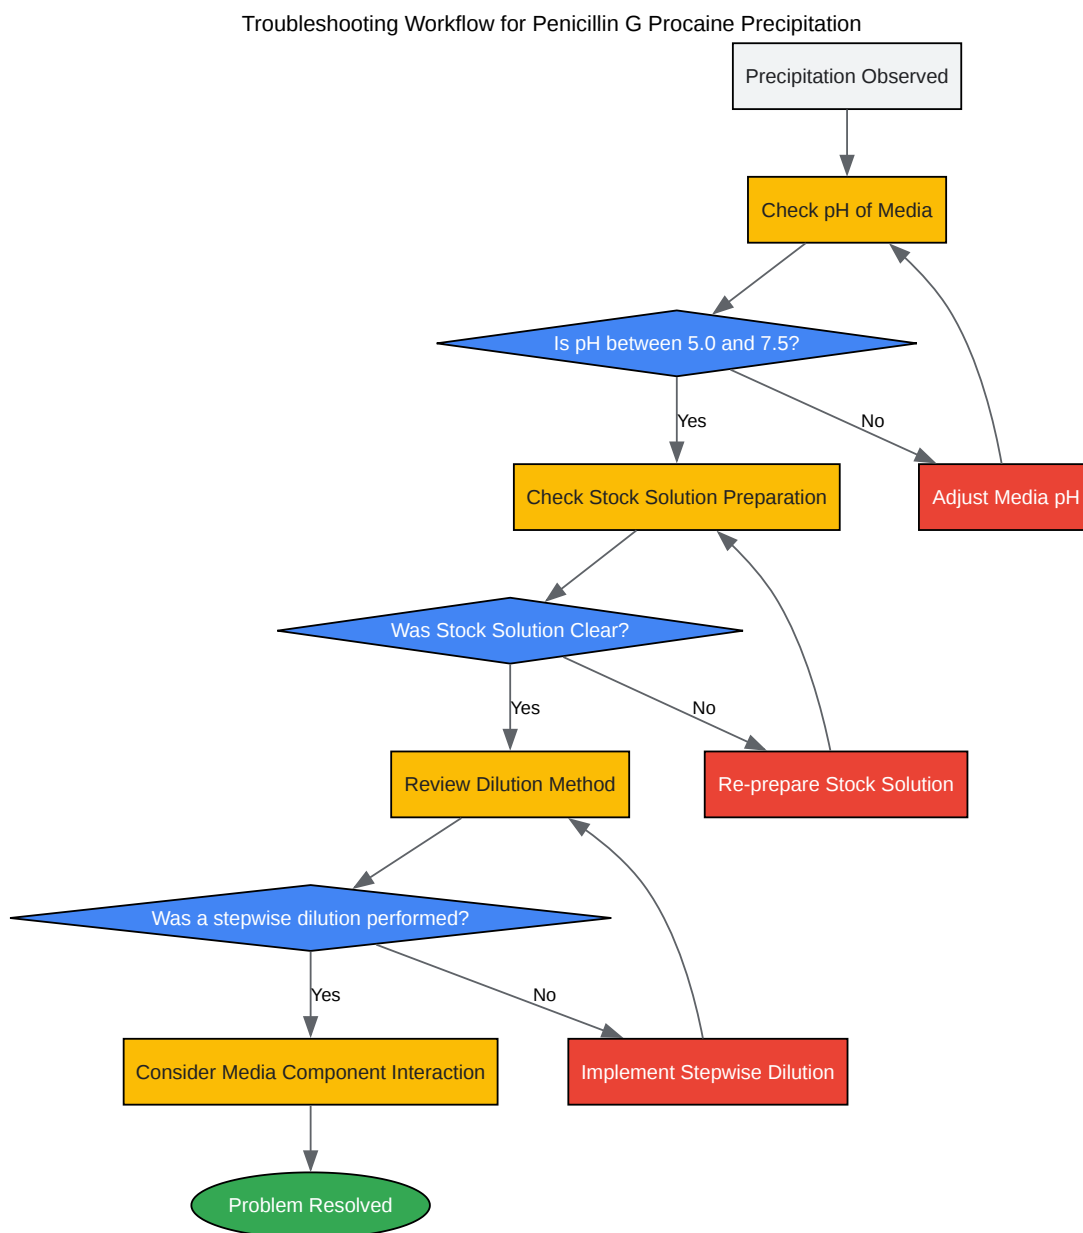 Troubleshooting Workflow for Penicillin G Procaine Precipitation
Precipitation Observed
Check pH of Media
Is pH between 5.0 and 7.5?
Yes
No
Check Stock Solution Preparation
Adjust Media pH
Was Stock Solution Clear?
Yes
No
Review Dilution Method
Re-prepare Stock Solution
Was a stepwise dilution performed?
Yes
No
Consider Media Component Interaction
Implement Stepwise Dilution
Problem Resolved